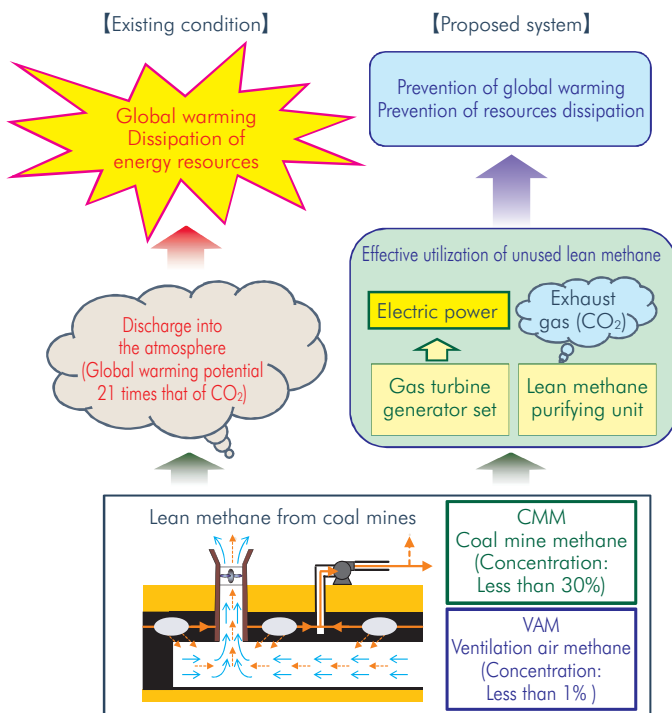 【Existing condition】
Global warming
Dissipation of
energy resources
Discharge into
the atmosphere
(Global warming potential
21 times that of CO₂)
【Proposed system】
Prevention of global warming
Prevention of resources dissipation
Effective utilization of unused lean methane
Electric power
Exhaust
gas (CO₂)
Gas turbine
generator set
Lean methane
purifying unit
Lean methane from coal mines
CMM
Coal mine methane
(Concentration:
Less than 30%)
VAM
Ventilation air methane
(Concentration:
Less than 1% )